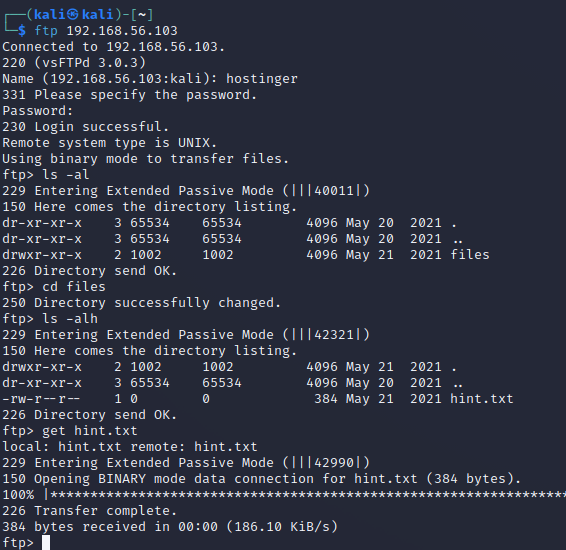 ┌──(kali㉿kali)-[~]
└─$ ftp 192.168.56.103
Connected to 192.168.56.103.
220 (vsFTPd 3.0.3)
Name (192.168.56.103:kali): hostinger
331 Please specify the password.
Password:
230 Login successful.
Remote system type is UNIX.
Using binary mode to transfer files.
ftp> ls -al
229 Entering Extended Passive Mode (|||40011|)
150 Here comes the directory listing.
dr-xr-xr-x    3 65534    65534        4096 May 20  2021 .
dr-xr-xr-x    3 65534    65534        4096 May 20  2021 ..
drwxr-xr-x    2 1002     1002         4096 May 21  2021 files
226 Directory send OK.
ftp> cd files
250 Directory successfully changed.
ftp> ls -alh
229 Entering Extended Passive Mode (|||42321|)
150 Here comes the directory listing.
drwxr-xr-x    2 1002     1002         4096 May 21  2021 .
dr-xr-xr-x    3 65534    65534        4096 May 20  2021 ..
-rw-r--r--    1 0        0             384 May 21  2021 hint.txt
226 Directory send OK.
ftp> get hint.txt
local: hint.txt remote: hint.txt
229 Entering Extended Passive Mode (|||42990|)
150 Opening BINARY mode data connection for hint.txt (384 bytes).
100% |******************************************************************
226 Transfer complete.
384 bytes received in 00:00 (186.10 KiB/s)
ftp>